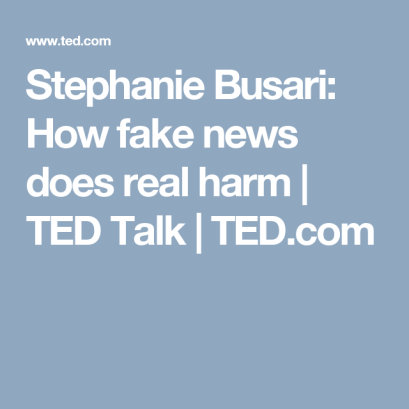 www.ted.com
Stephanie Busari:
How fake news
does real harm |
TED Talk | TED.com